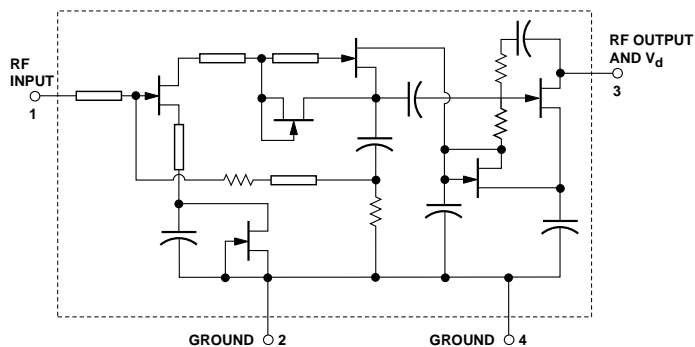 RF
INPUT
1
RF OUTPUT
AND Vd
3
GROUND 2
GROUND 4